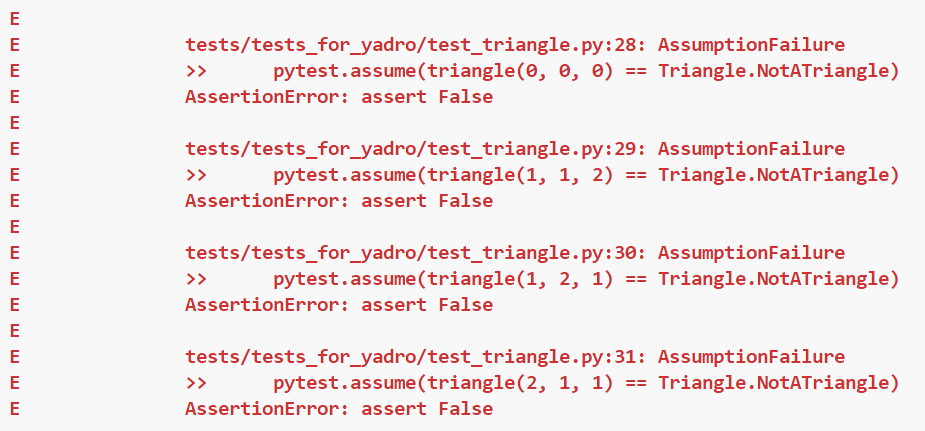 E
E               tests/tests_for_yadro/test_triangle.py:28: AssumptionFailure
E               >>      pytest.assume(triangle(0, 0, 0) == Triangle.NotATriangle)
E               AssertionError: assert False
E
E               tests/tests_for_yadro/test_triangle.py:29: AssumptionFailure
E               >>      pytest.assume(triangle(1, 1, 2) == Triangle.NotATriangle)
E               AssertionError: assert False
E
E               tests/tests_for_yadro/test_triangle.py:30: AssumptionFailure
E               >>      pytest.assume(triangle(1, 2, 1) == Triangle.NotATriangle)
E               AssertionError: assert False
E
E               tests/tests_for_yadro/test_triangle.py:31: AssumptionFailure
E               >>      pytest.assume(triangle(2, 1, 1) == Triangle.NotATriangle)
E               AssertionError: assert False